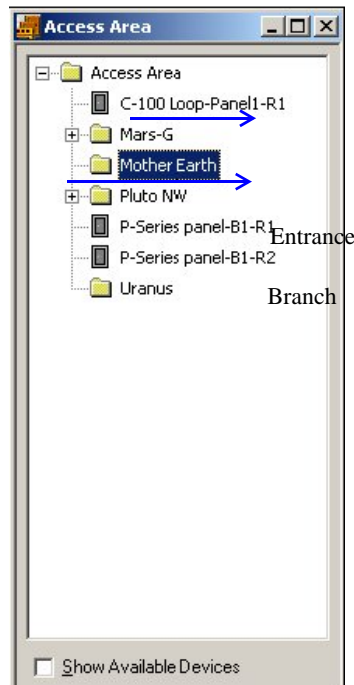 Access Area
Access Area
C-100 Loop-Panel1-R1
Mars-G
Mother Earth
Pluto NW
P-Series panel-B1-R1
Entrance
P-Series panel-B1-R2
Uranus
Branch
Show Available Devices